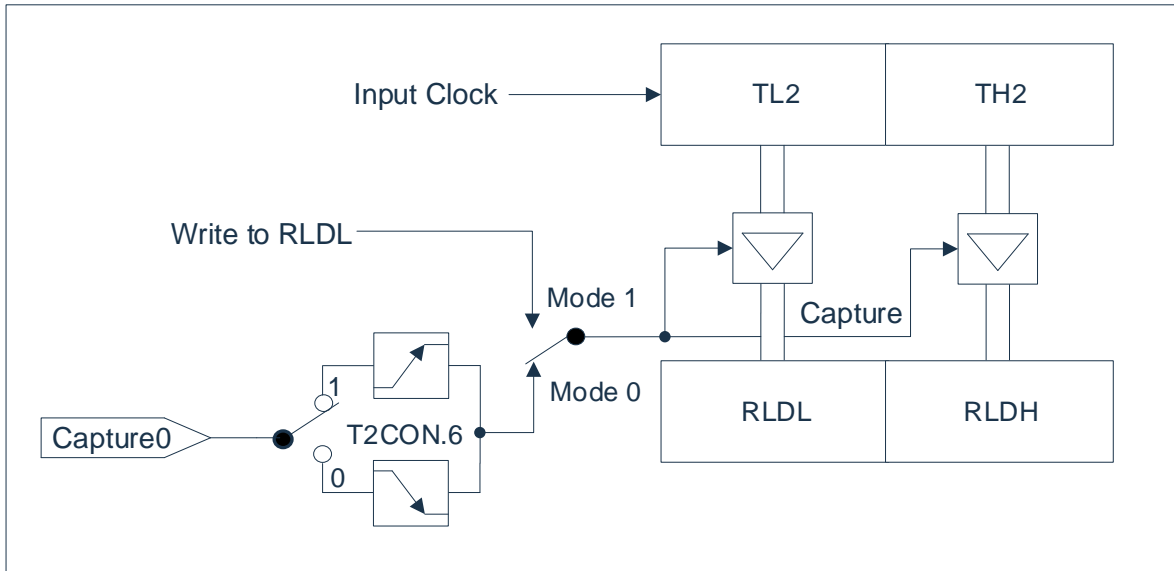 TL2
TH2
Input Clock
Write to RLDL
Mode 1
Capture
Mode 0
1
T2CON.6
Capture0
0
RLDL
RLDH